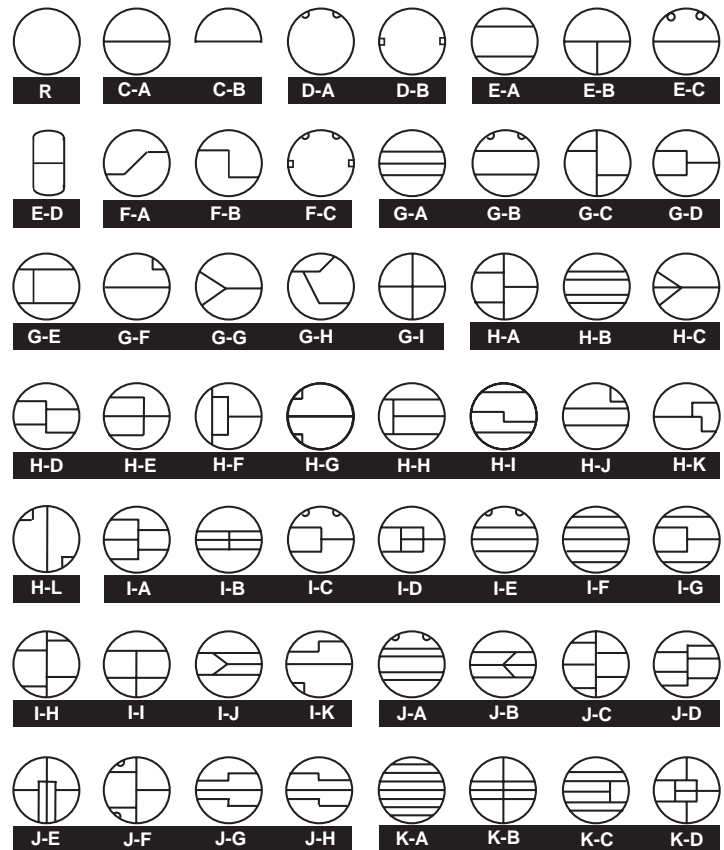 R C-A C-B D-A D-B E-A E-B E-C
E-D F-A F-B F-C G-A G-B G-C G-D
G-E G-F G-G G-H G-I H-A H-B H-C
H-D H-E H-F H-G H-H H-I H-J H-K
H-L I-A I-B I-C I-D I-E I-F I-G
I-H I-I I-J I-K J-A J-B J-C J-D
J-E J-F J-G J-H K-A K-B K-C K-D